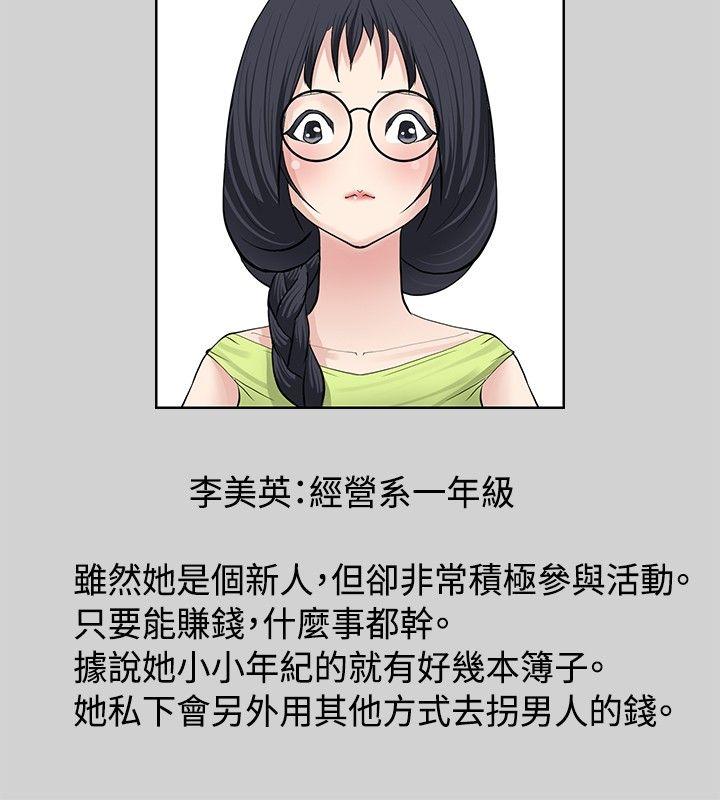 李美英：經營系一年級
雖然她是個新人，但卻非常積極參與活動。
只要能賺錢，什麼事都幹。
據說她小小年紀的就有好幾本簿子。
她私下會另外用其他方式去拐男人的錢。